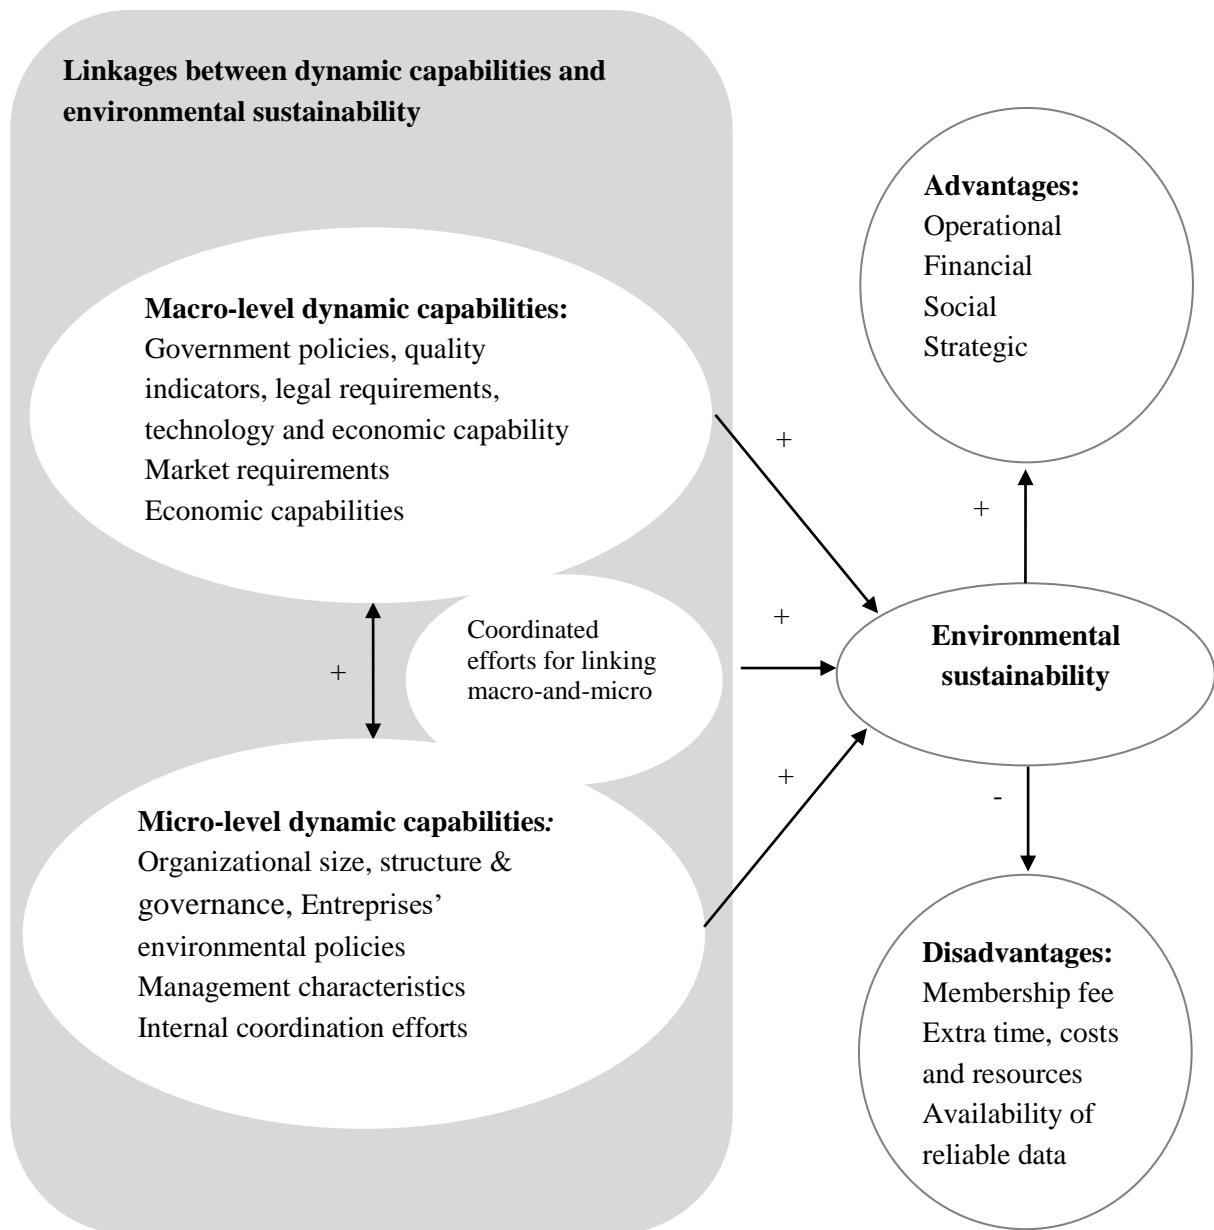 Linkages between dynamic capabilities and
environmental sustainability
Macro-level dynamic capabilities:
Government policies, quality
indicators, legal requirements,
technology and economic capability
Market requirements
Economic capabilities
+
Coordinated
efforts for linking
macro-and-micro
Micro-level dynamic capabilities:
Organizational size, structure &
governance, Entreprises’
environmental policies
Management characteristics
Internal coordination efforts
+
+
+
Environmental
sustainability
+
Advantages:
Operational
Financial
Social
Strategic
-
Disadvantages:
Membership fee
Extra time, costs
and resources
Availability of
reliable data